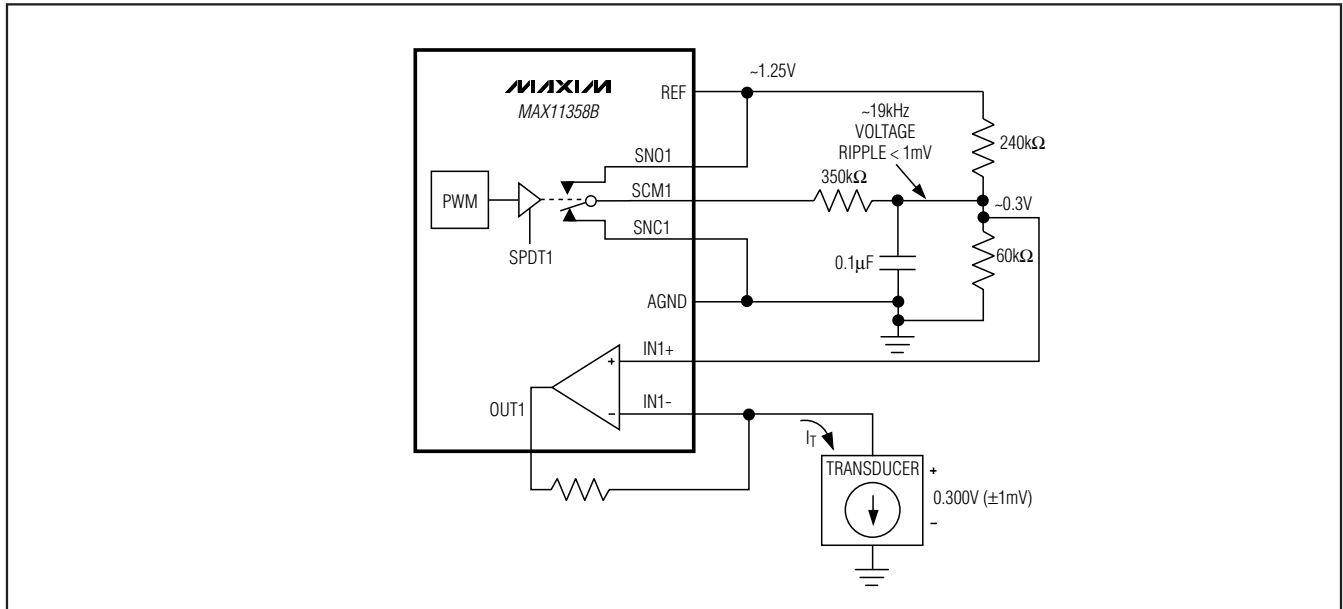 MAXIM
MAX11358B
REF
~1.25V
~19kHz
VOLTAGE
RIPPLE < 1mV
240kΩ
SNO1
350kΩ
SCM1
PWM
~0.3V
SNC1
SPDT1
0.1μF
60kΩ
AGND
IN1+
+
OUT1
IN1-
-
IT
TRANSDUCER
+
0.300V (±1mV)
-